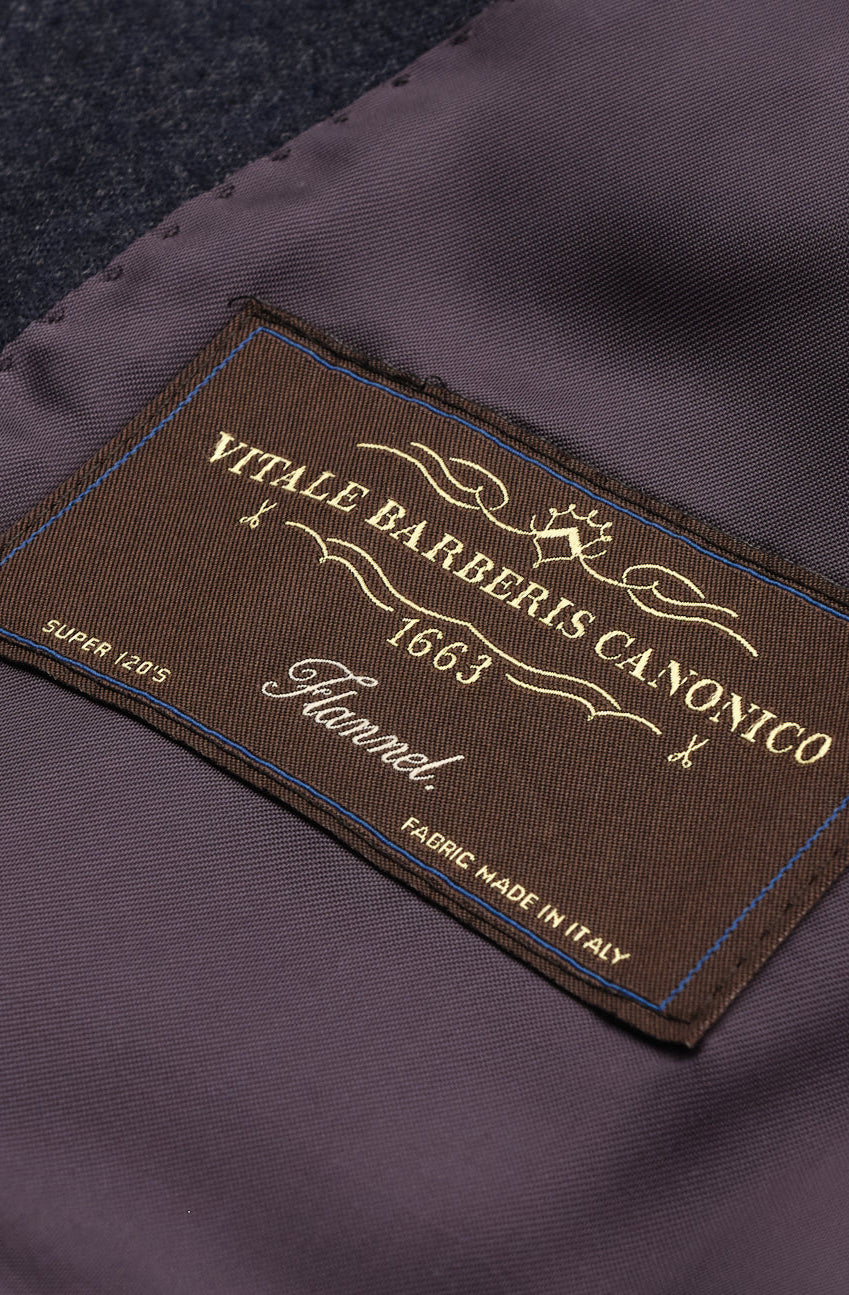 VITALE BARBERIS CANONICO
1663
Flannel.
SUPER 120'S
FABRIC MADE IN ITALY